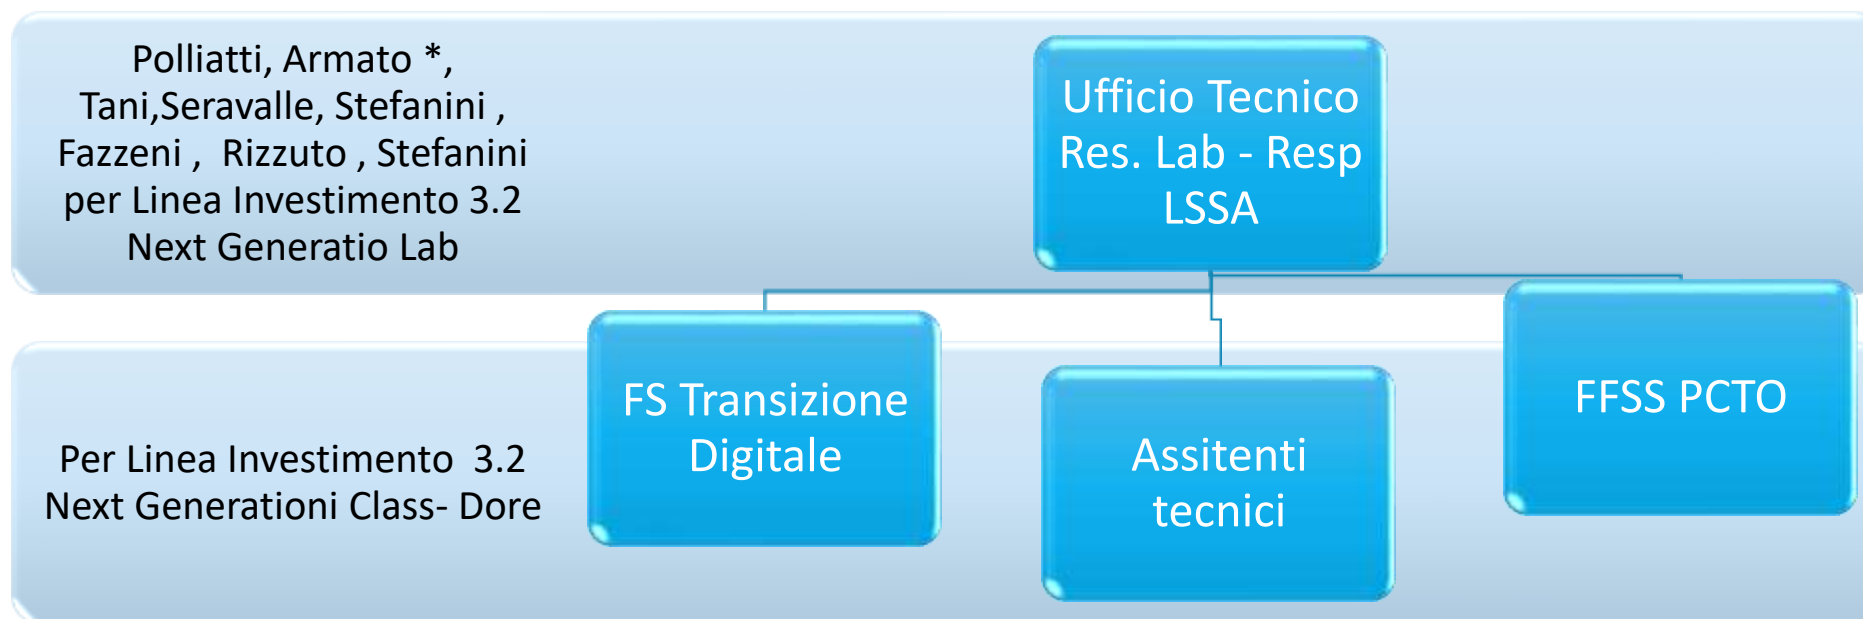 Polliatti, Armato *,
Tani,Seravalle, Stefanini ,
Fazzeni , Rizzuto , Stefanini
per Linea Investimento 3.2
Next Generatio Lab
Ufficio Tecnico
Res. Lab - Resp
LSSA
Per Linea Investimento 3.2
Next Generationi Class- Dore
FS Transizione
Digitale
Assitenti
tecnici
FFSS PCTO